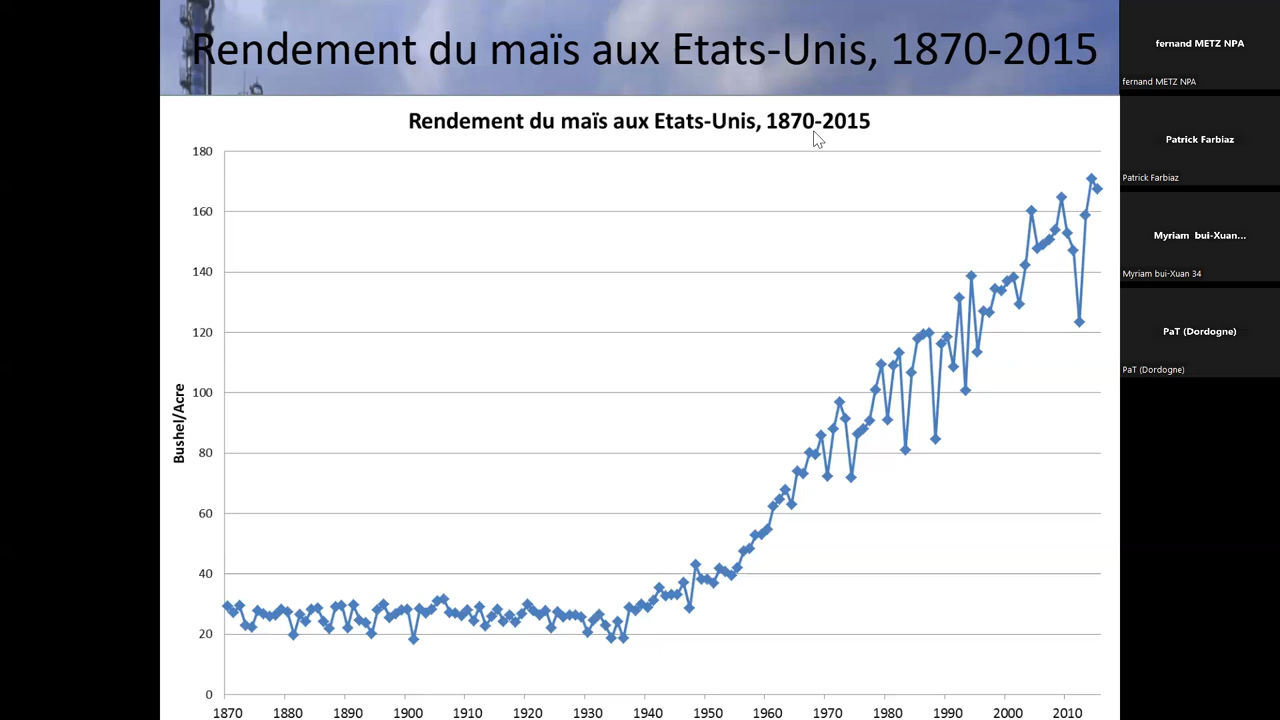 Rendement du maïs aux Etats-Unis, 1870-2015
Rendement du maïs aux Etats-Unis, 1870-2015
180
160
140
120
100
80
60
40
20
0
Bushel/Acre
1870 1880 1890 1900 1910 1920 1930 1940 1950 1960 1970 1980 1990 2000 2010
fernand METZ NPA
fernand METZ NPA
Patrick Farbiaz
Patrick Farbiaz
Myriam bui-Xuan...
Myriam bui-Xuan 34
PaT (Dordogne)
PaT (Dordogne)